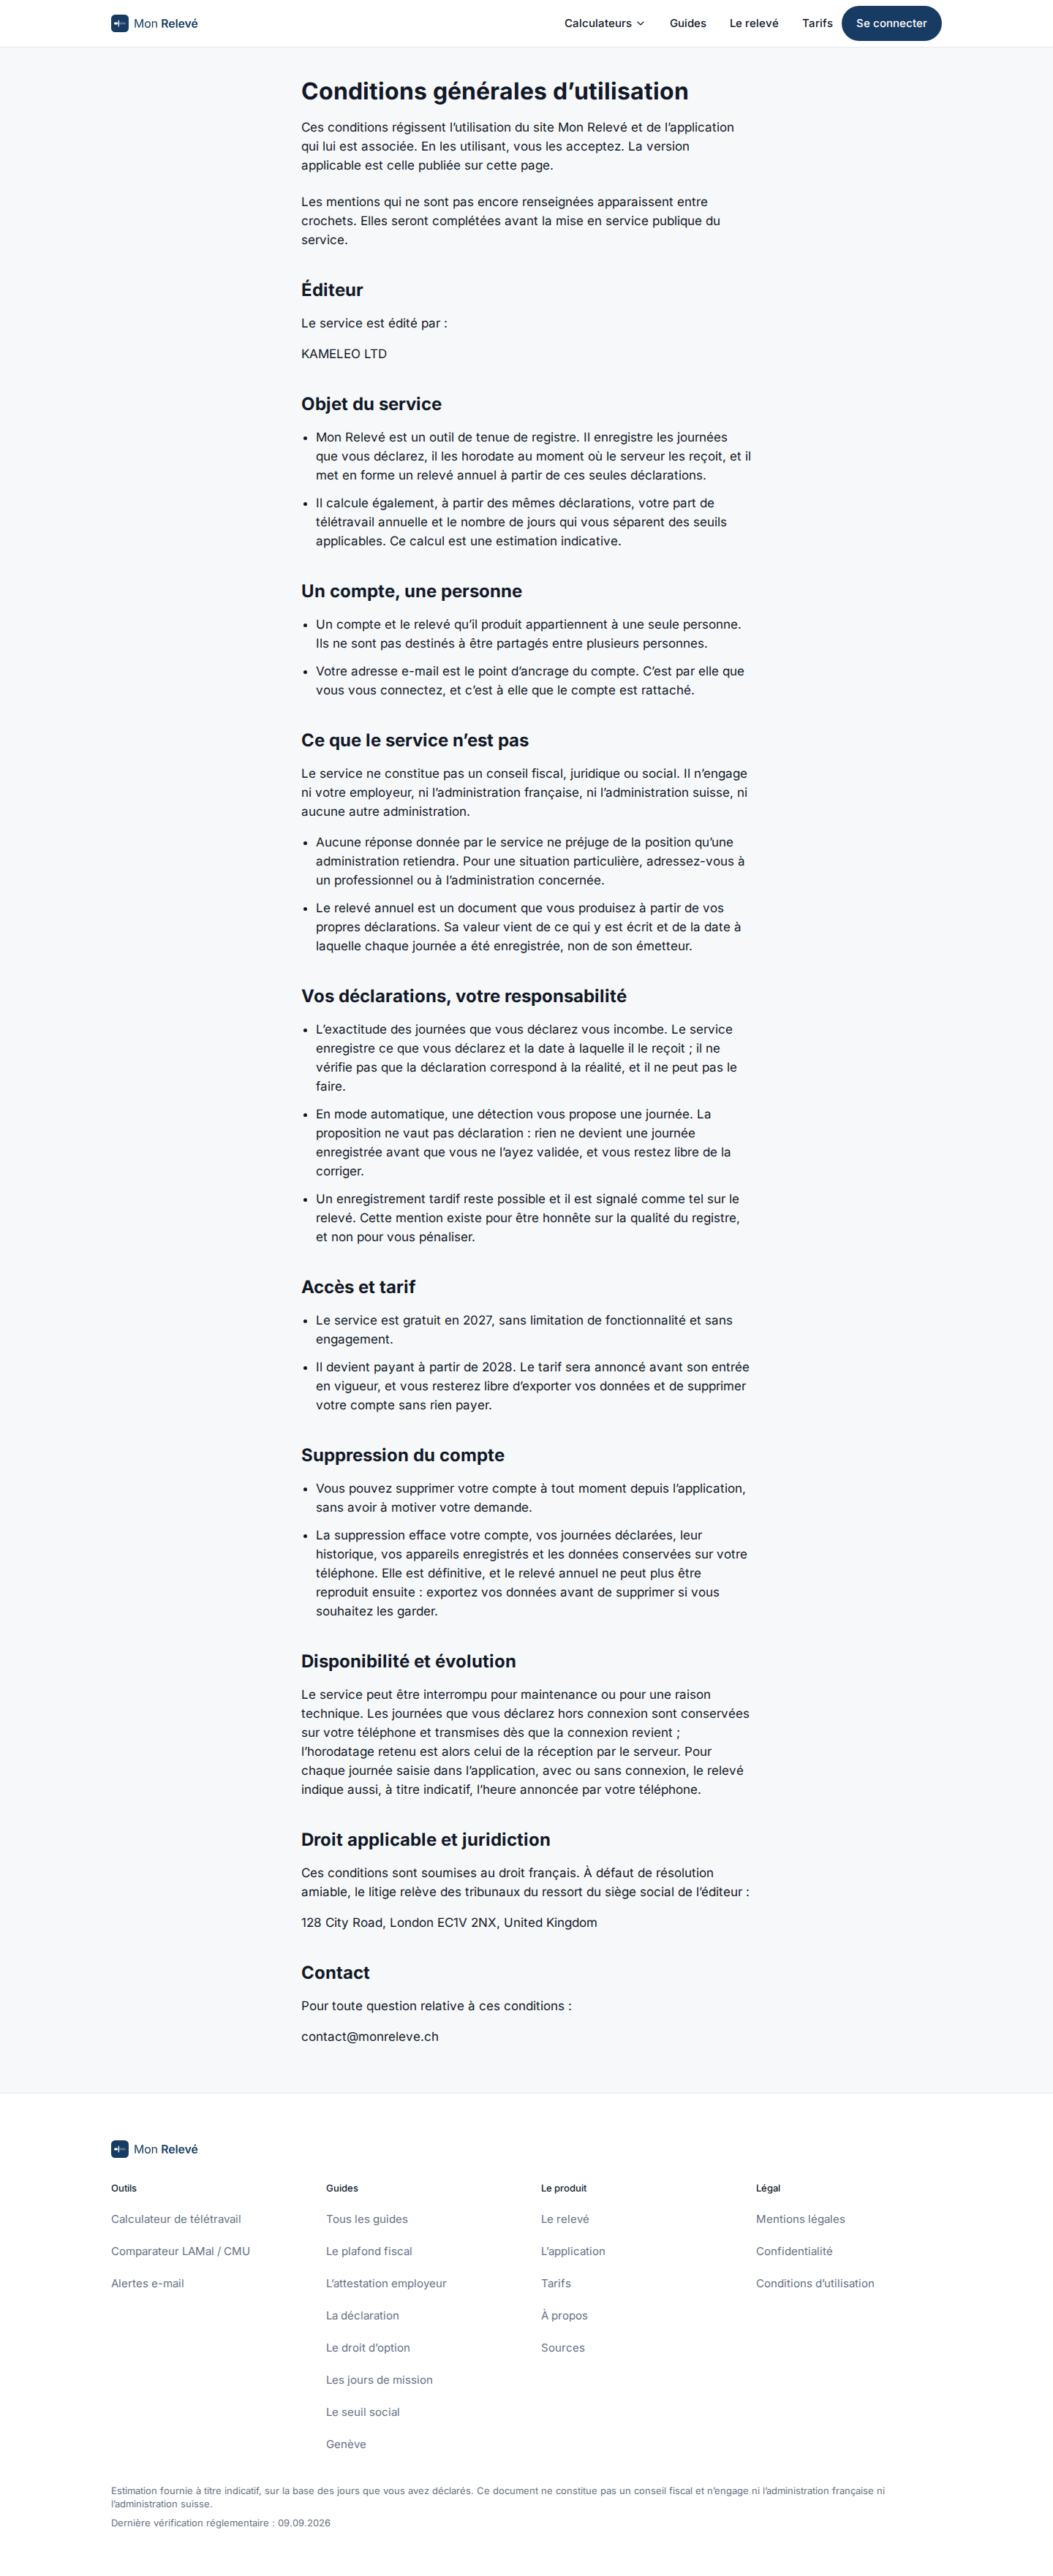 Mon Relevé
Calculateurs
Guides
Le relevé
Tarifs
Se connecter
Conditions générales d’utilisation
Ces conditions régissent l’utilisation du site Mon Relevé et de l’application
qui lui est associée. En les utilisant, vous les acceptez. La version
applicable est celle publiée sur cette page.
Les mentions qui ne sont pas encore renseignées apparaissent entre
crochets. Elles seront complétées avant la mise en service publique du
service.
Éditeur
Le service est édité par :
KAMELEO LTD
Objet du service
• Mon Relevé est un outil de tenue de registre. Il enregistre les journées
que vous déclarez, il les horodate au moment où le serveur les reçoit, et il
met en forme un relevé annuel à partir de ces seules déclarations.
• Il calcule également, à partir des mêmes déclarations, votre part de
télétravail annuelle et le nombre de jours qui vous séparent des seuils
applicables. Ce calcul est une estimation indicative.
Un compte, une personne
• Un compte et le relevé qu’il produit appartiennent à une seule personne.
Ils ne sont pas destinés à être partagés entre plusieurs personnes.
• Votre adresse e-mail est le point d’ancrage du compte. C’est par elle que
vous vous connectez, et c’est à elle que le compte est rattaché.
Ce que le service n’est pas
Le service ne constitue pas un conseil fiscal, juridique ou social. Il n’engage
ni votre employeur, ni l’administration française, ni l’administration suisse, ni
aucune autre administration.
• Aucune réponse donnée par le service ne préjuge de la position qu’une
administration retiendra. Pour une situation particulière, adressez-vous à
un professionnel ou à l’administration concernée.
• Le relevé annuel est un document que vous produisez à partir de vos
propres déclarations. Sa valeur vient de ce qui y est écrit et de la date à
laquelle chaque journée a été enregistrée, non de son émetteur.
Vos déclarations, votre responsabilité
• L’exactitude des journées que vous déclarez vous incombe. Le service
enregistre ce que vous déclarez et la date à laquelle il le reçoit ; il ne
vérifie pas que la déclaration correspond à la réalité, et il ne peut pas le
faire.
• En mode automatique, une détection vous propose une journée. La
proposition ne vaut pas déclaration : rien ne devient une journée
enregistrée avant que vous ne l’ayez validée, et vous restez libre de la
corriger.
• Un enregistrement tardif reste possible et il est signalé comme tel sur le
relevé. Cette mention existe pour être honnête sur la qualité du registre,
et non pour vous pénaliser.
Accès et tarif
• Le service est gratuit en 2027, sans limitation de fonctionnalité et sans
engagement.
• Il devient payant à partir de 2028. Le tarif sera annoncé avant son entrée
en vigueur, et vous resterez libre d’exporter vos données et de supprimer
votre compte sans rien payer.
Suppression du compte
• Vous pouvez supprimer votre compte à tout moment depuis l’application,
sans avoir à motiver votre demande.
• La suppression efface votre compte, vos journées déclarées, leur
historique, vos appareils enregistrés et les données conservées sur votre
téléphone. Elle est définitive, et le relevé annuel ne peut plus être
reproduit ensuite : exportez vos données avant de supprimer si vous
souhaitez les garder.
Disponibilité et évolution
Le service peut être interrompu pour maintenance ou pour une raison
technique. Les journées que vous déclarez hors connexion sont conservées
sur votre téléphone et transmises dès que la connexion revient ;
l’horodatage retenu est alors celui de la réception par le serveur. Pour
chaque journée saisie dans l’application, avec ou sans connexion, le relevé
indique aussi, à titre indicatif, l’heure annoncée par votre téléphone.
Droit applicable et juridiction
Ces conditions sont soumises au droit français. À défaut de résolution
amiable, le litige relève des tribunaux du ressort du siège social de l’éditeur :
128 City Road, London EC1V 2NX, United Kingdom
Contact
Pour toute question relative à ces conditions :
contact@monreleve.ch
Mon Relevé
Outils
Calculateur de télétravail
Comparateur LAMal / CMU
Alertes e-mail
Guides
Tous les guides
Le plafond fiscal
L’attestation employeur
La déclaration
Le droit d’option
Les jours de mission
Le seuil social
Genève
Le produit
Le relevé
L’application
Tarifs
À propos
Sources
Légal
Mentions légales
Confidentialité
Conditions d’utilisation
Estimation fournie à titre indicatif, sur la base des jours que vous avez déclarés. Ce document ne constitue pas un conseil fiscal et n’engage ni l’administration française ni
l’administration suisse.
Dernière vérification réglementaire : 09.09.2026